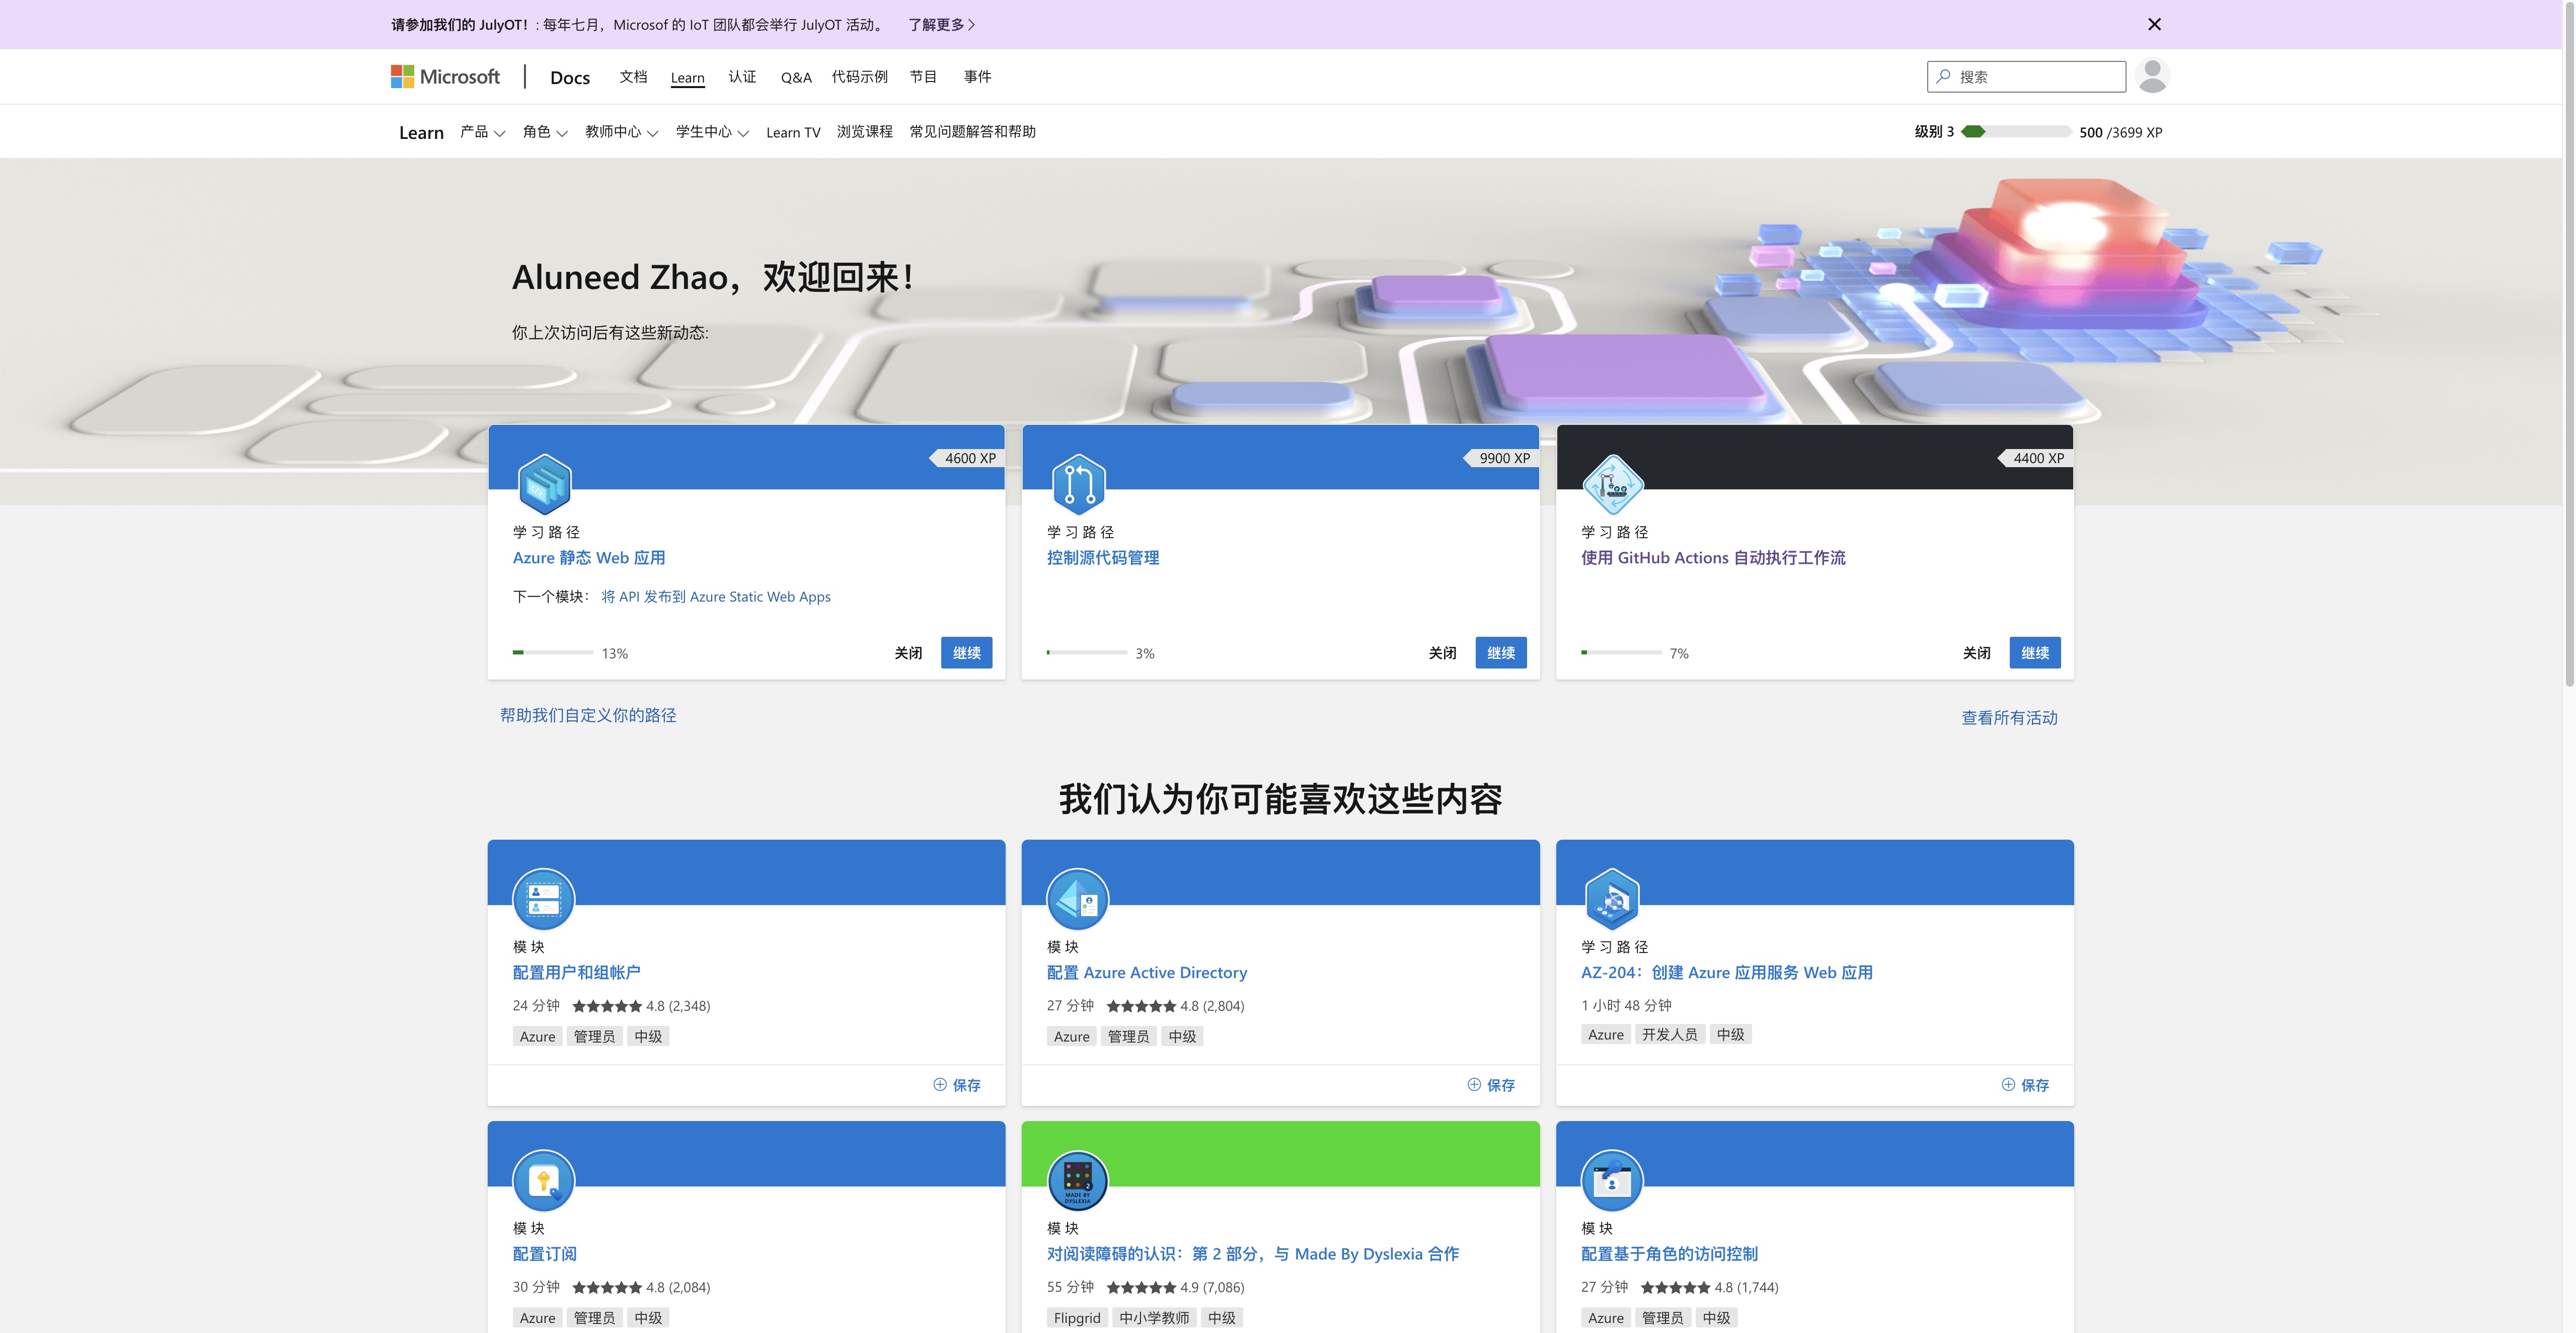 请参加我们的 JulyOT！: 每年七月，Microsof 的 IoT 团队都会举行 JulyOT 活动。 了解更多
Microsoft Docs 文档 Learn 认证 Q&A 代码示例 节目 事件 搜索
Learn 产品 角色 教师中心 学生中心 Learn TV 浏览课程 常见问题解答和帮助 级别 3 500 /3699 XP
Aluneed Zhao，欢迎回来！
你上次访问后有这些新动态:
4600 XP
学习路径
Azure 静态 Web 应用
下一个模块： 将 API 发布到 Azure Static Web Apps
13% 关闭 继续
9900 XP
学习路径
控制源代码管理
3% 关闭 继续
4400 XP
学习路径
使用 GitHub Actions 自动执行工作流
7% 关闭 继续
帮助我们自定义你的路径
查看所有活动
我们认为你可能喜欢这些内容
模块
配置用户和组帐户
24 分钟 ★★★★★ 4.8 (2,348)
Azure 管理员 中级
保存
模块
配置 Azure Active Directory
27 分钟 ★★★★★ 4.8 (2,804)
Azure 管理员 中级
保存
学习路径
AZ-204：创建 Azure 应用服务 Web 应用
1 小时 48 分钟
Azure 开发人员 中级
保存
模块
配置订阅
30 分钟 ★★★★★ 4.8 (2,084)
Azure 管理员 中级
2
MADE BY
DYSLEXIA
模块
对阅读障碍的认识：第 2 部分，与 Made By Dyslexia 合作
55 分钟 ★★★★★ 4.9 (7,086)
Flipgrid 中小学教师 中级
模块
配置基于角色的访问控制
27 分钟 ★★★★★ 4.8 (1,744)
Azure 管理员 中级